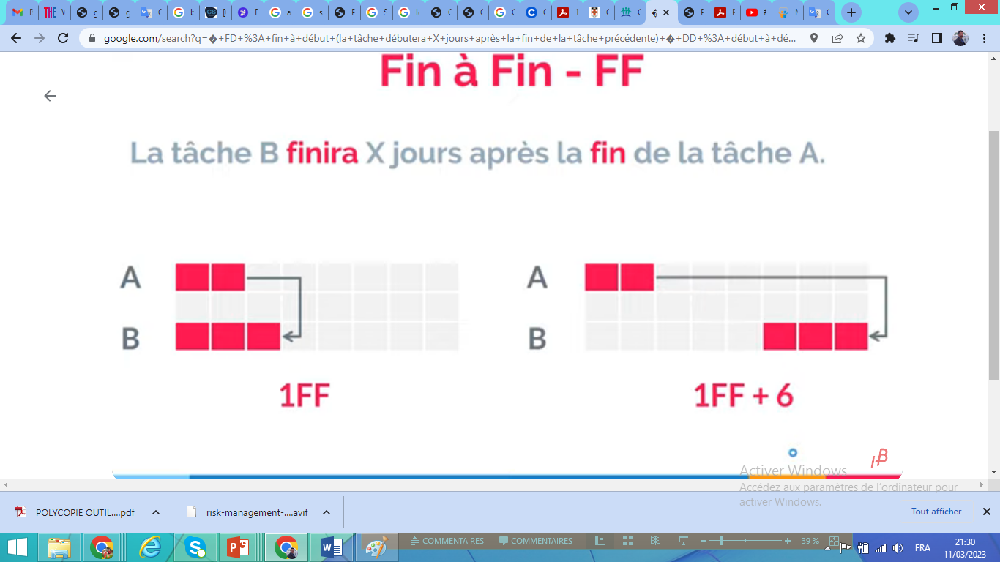 M E
THE V
g
g
G
b
CS [
E
a
s
F
S
le
C
C
C
C
T
C
C
F
F
#
N
C
google.com/search?q=�+FD+%3A+fin+à+début+(la+tâche+débutera+X+jours+après+la+fin+de+la+tâche+précédente)+�+DD+%3A+début+à+dé...
Fin à Fin - FF
La tâche B finira X jours après la fin de la tâche A.
A
B
1FF
A
B
1FF + 6
B
Activer Windows
Accédez aux paramètres de l'ordinateur pour
activer Windows.
POLYCOPIE OUTIL....pdf
risk-management-....avif
Tout afficher
COMMENTAIRES
COMMENTAIRES
39 %
FRA
21:30
11/03/2023